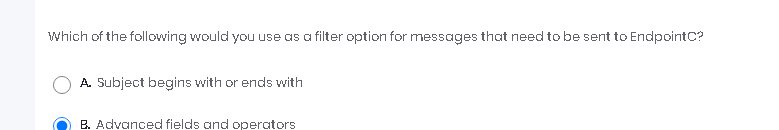 Which of the following would you use as a filter option for messages that need to be sent to EndpointC?
A. Subject begins with or ends with
B. Advanced fields and operators